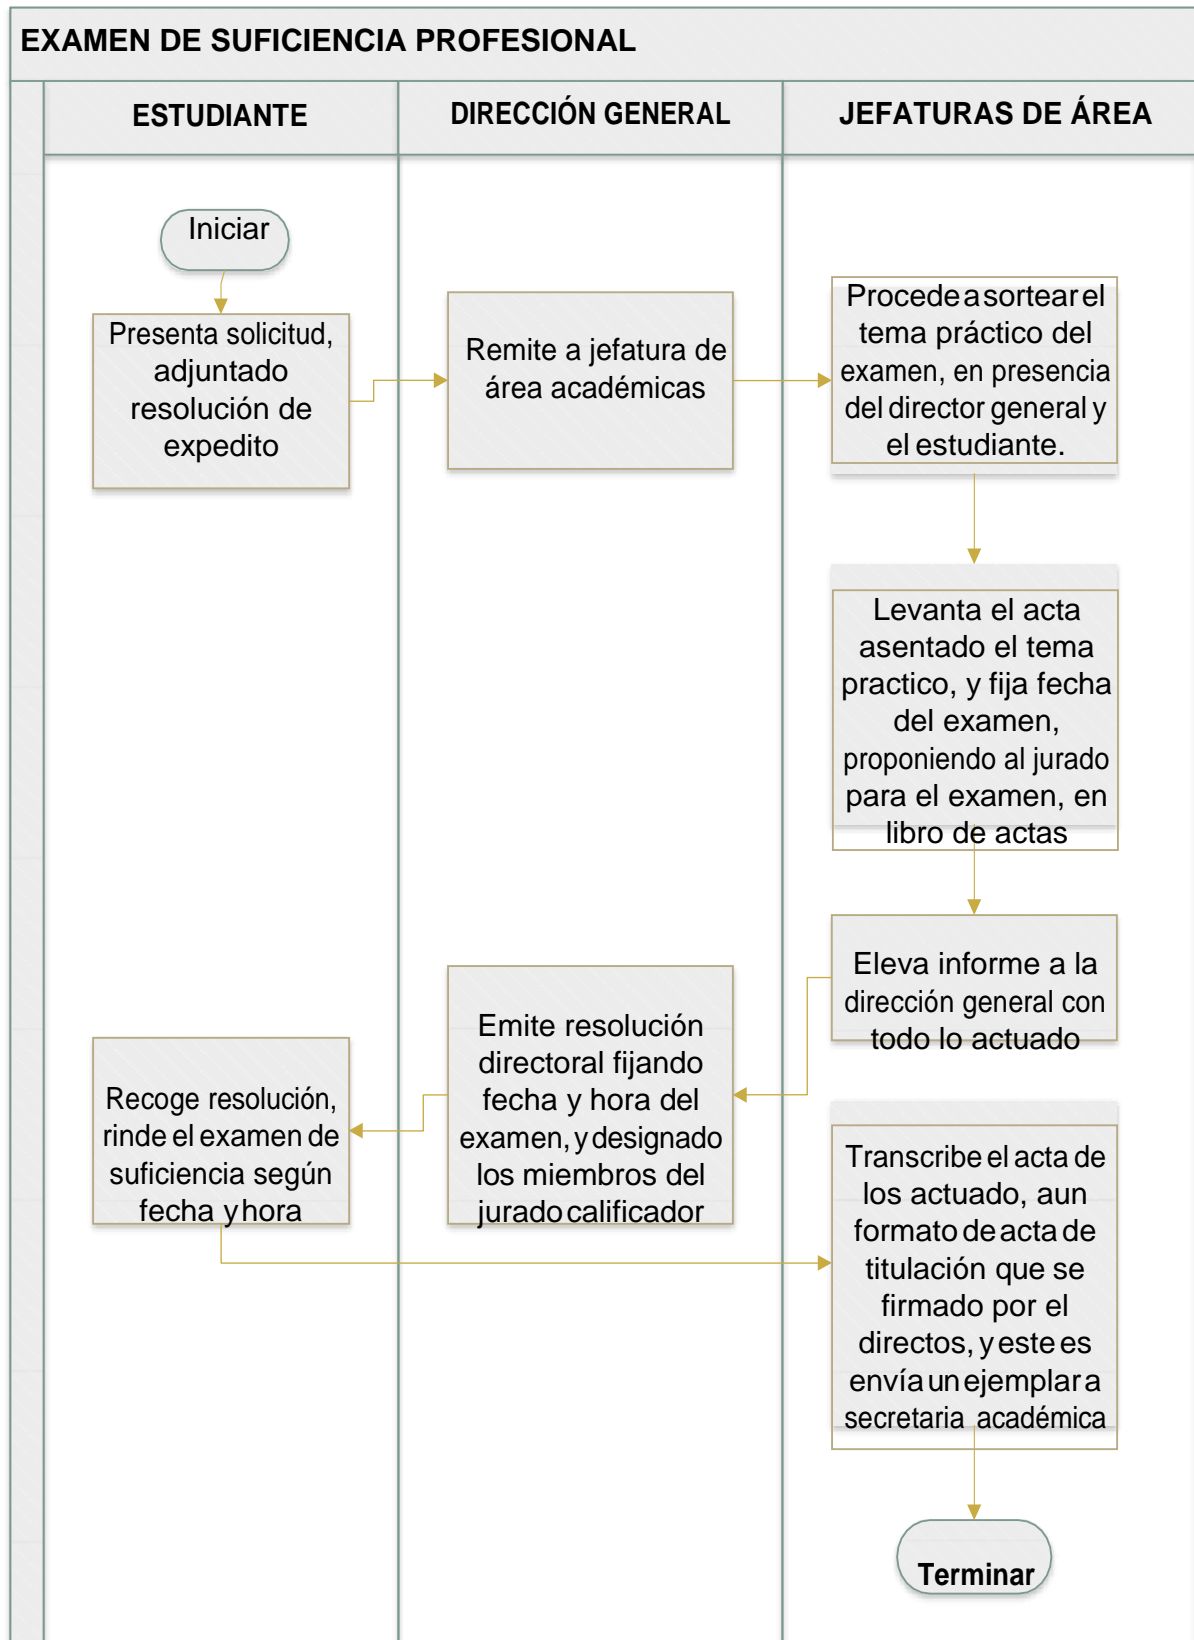 EXAMEN DE SUFICIENCIA PROFESIONAL
ESTUDIANTE
DIRECCIÓN GENERAL
JEFATURAS DE ÁREA
Iniciar
Presenta solicitud,
adjuntado
resolución de
expedito
Remite a jefatura de
área académicas
Procede a sortear el
tema práctico del
examen, en presencia
del director general y
el estudiante.
Levanta el acta
asentado el tema
practico, y fija fecha
del examen,
proponiendo al jurado
para el examen, en
libro de actas
Eleva informe a la
dirección general con
todo lo actuado
Emite resolución
directoral fijando
fecha y hora del
examen, y designado
los miembros del
jurado calificador
Recoge resolución,
rinde el examen de
suficiencia según
fecha y hora
Transcribe el acta de
los actuado, aun
formato de acta de
titulación que se
firmado por el
directos, y este es
envía un ejemplar a
secretaria académica
Terminar